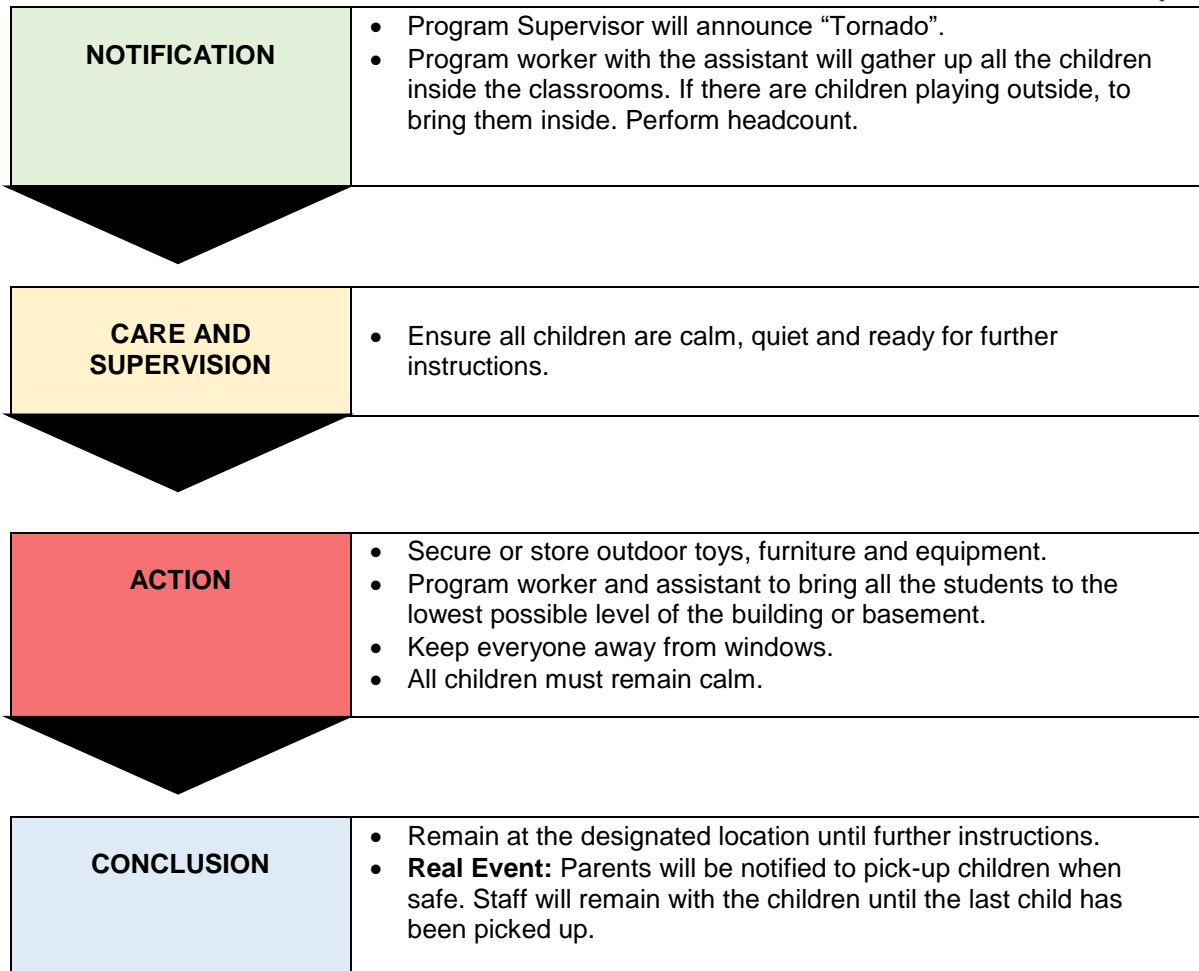 NOTIFICATION
• Program Supervisor will announce “Tornado”.
• Program worker with the assistant will gather up all the children
inside the classrooms. If there are children playing outside, to
bring them inside. Perform headcount.
CARE AND
SUPERVISION
• Ensure all children are calm, quiet and ready for further
instructions.
ACTION
• Secure or store outdoor toys, furniture and equipment.
• Program worker and assistant to bring all the students to the
lowest possible level of the building or basement.
• Keep everyone away from windows.
• All children must remain calm.
CONCLUSION
• Remain at the designated location until further instructions.
• Real Event: Parents will be notified to pick-up children when
safe. Staff will remain with the children until the last child has
been picked up.